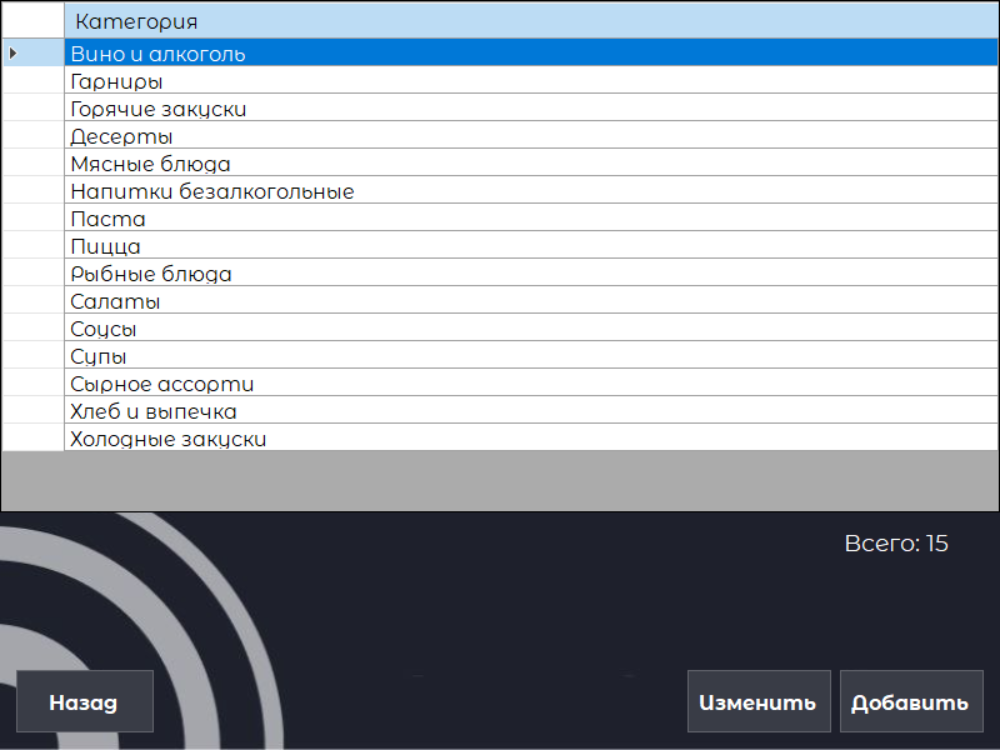 Категория
Вино и алкоголь
Гарниры
Горячие закуски
Десерты
Мясные блюда
Напитки безалкогольные
Паста
Пицца
Рыбные блюда
Салаты
Соусы
Супы
Сырное ассорти
Хлеб и выпечка
Холодные закуски
Всего: 15
Назад
Изменить
Добавить